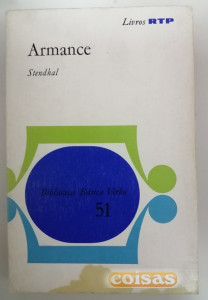 Livros RTP
Armance
Stendhal
Biblioteca Básica Verbo
51
coisas